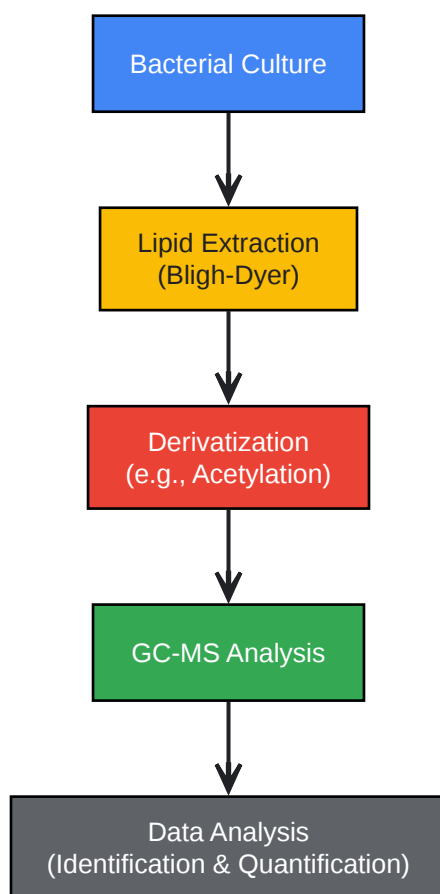 Bacterial Culture
Lipid Extraction
(Bligh-Dyer)
Derivatization
(e.g., Acetylation)
GC-MS Analysis
Data Analysis
(Identification & Quantification)